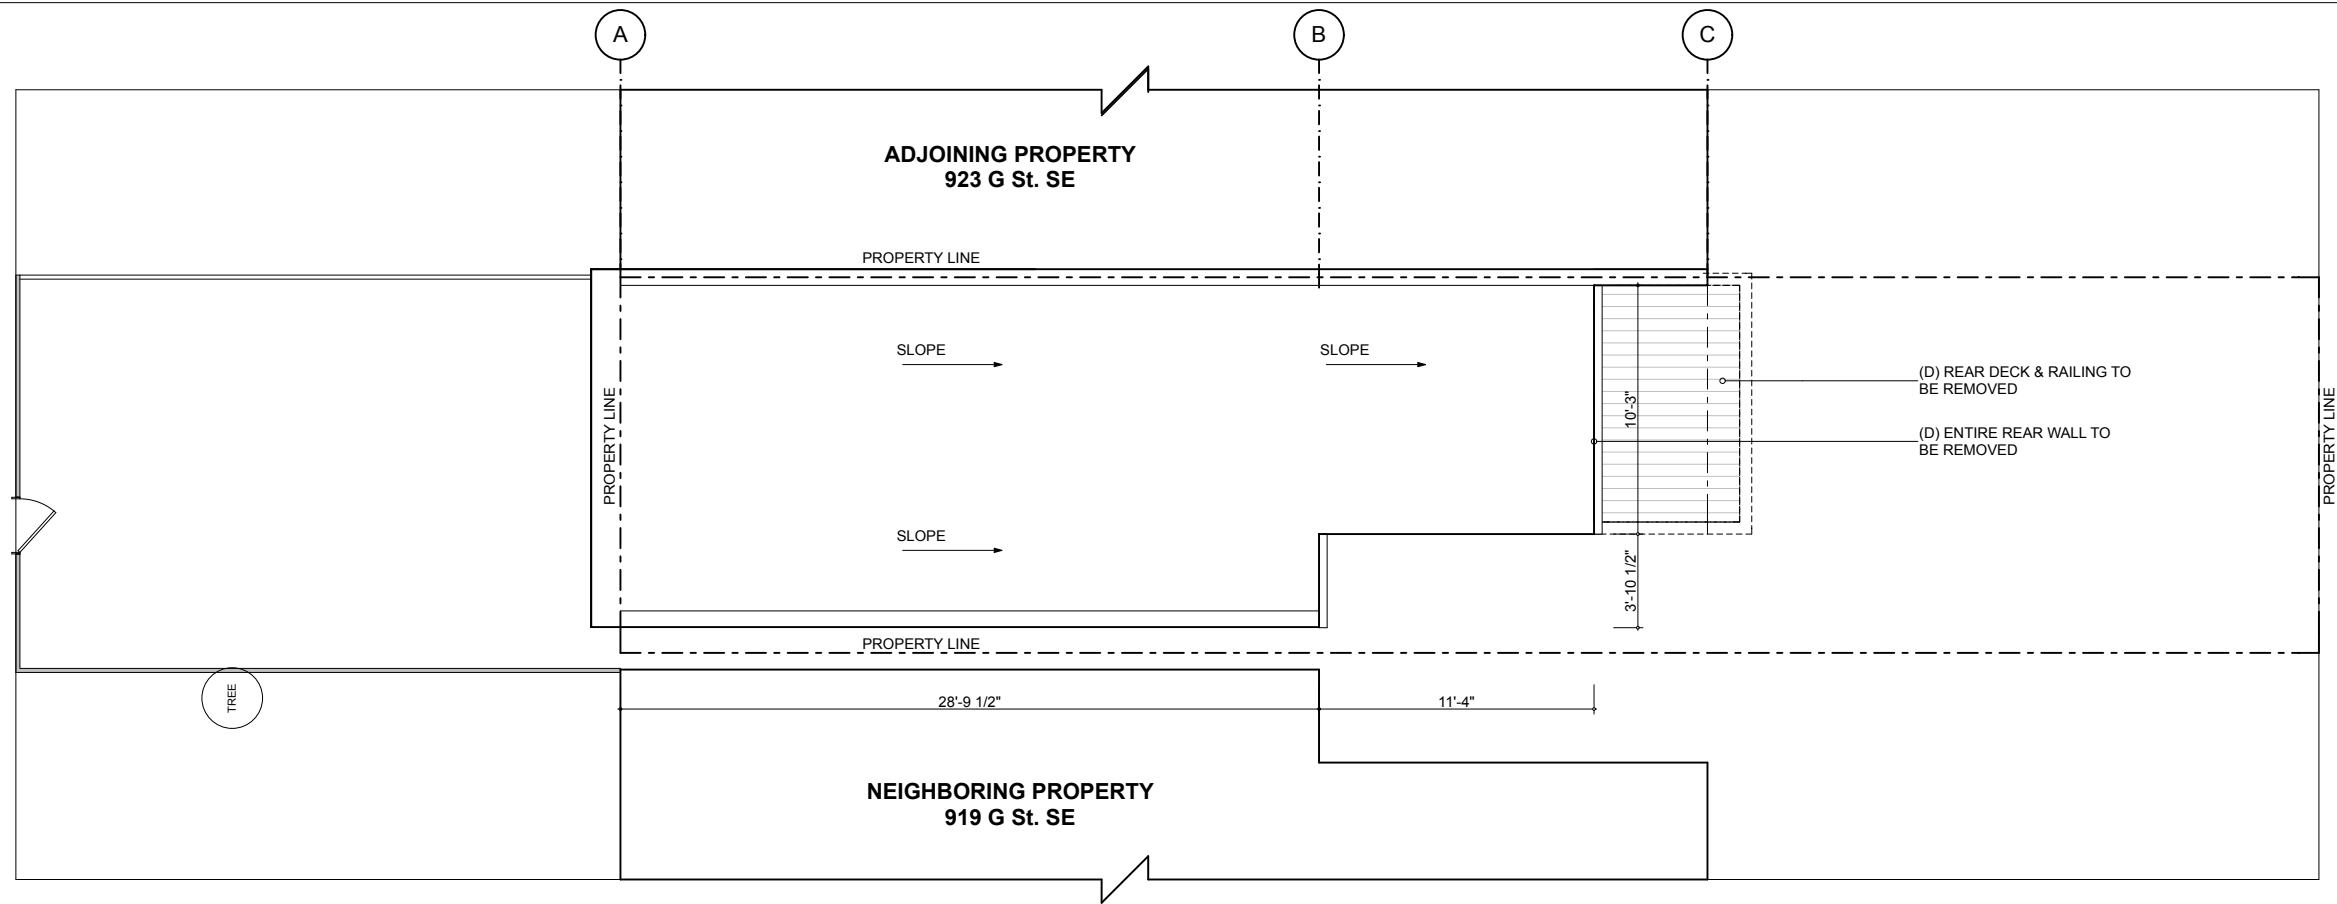 A
B
C
ADJOINING PROPERTY
923 G St. SE
PROPERTY LINE
SLOPE
SLOPE
(D) REAR DECK & RAILING TO
BE REMOVED
10'-3"
PROPERTY LINE
PROPERTY LINE
(D) ENTIRE REAR WALL TO
BE REMOVED
SLOPE
3'-10 1/2"
PROPERTY LINE
TREE
28'-9 1/2"
11'-4"
NEIGHBORING PROPERTY
919 G St. SE